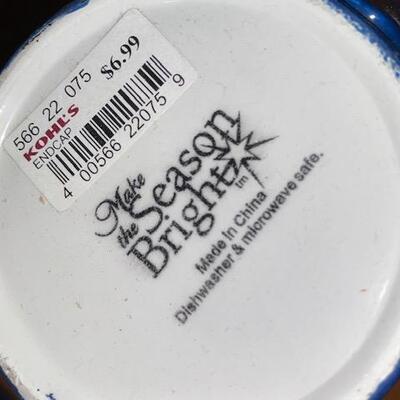 566 22 075 $6.99
KOHLS
ENDCAP
4 00566 22075 9
Make
the Season
Bright
tm
Made In China
Dishwasher & microwave safe.